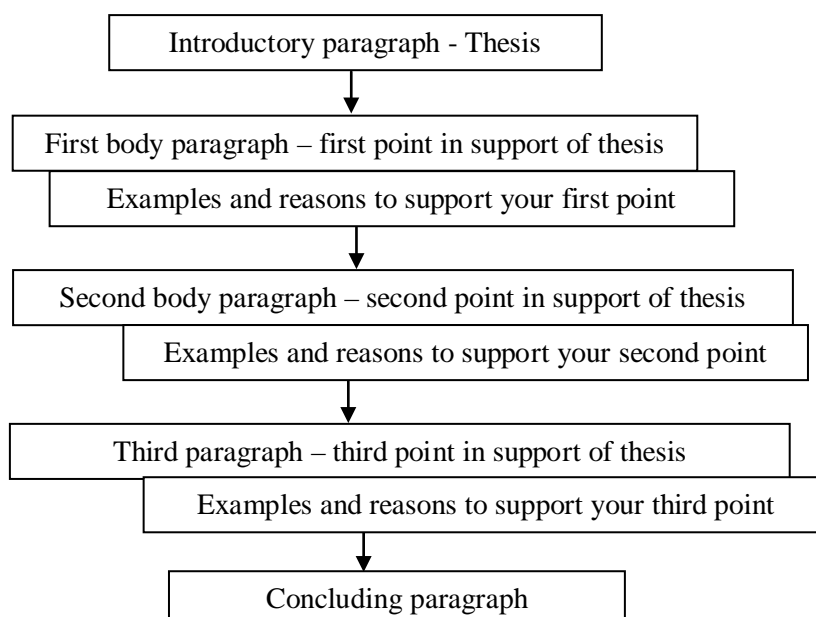 Introductory paragraph - Thesis
First body paragraph – first point in support of thesis
Examples and reasons to support your first point
Second body paragraph – second point in support of thesis
Examples and reasons to support your second point
Third paragraph – third point in support of thesis
Examples and reasons to support your third point
Concluding paragraph